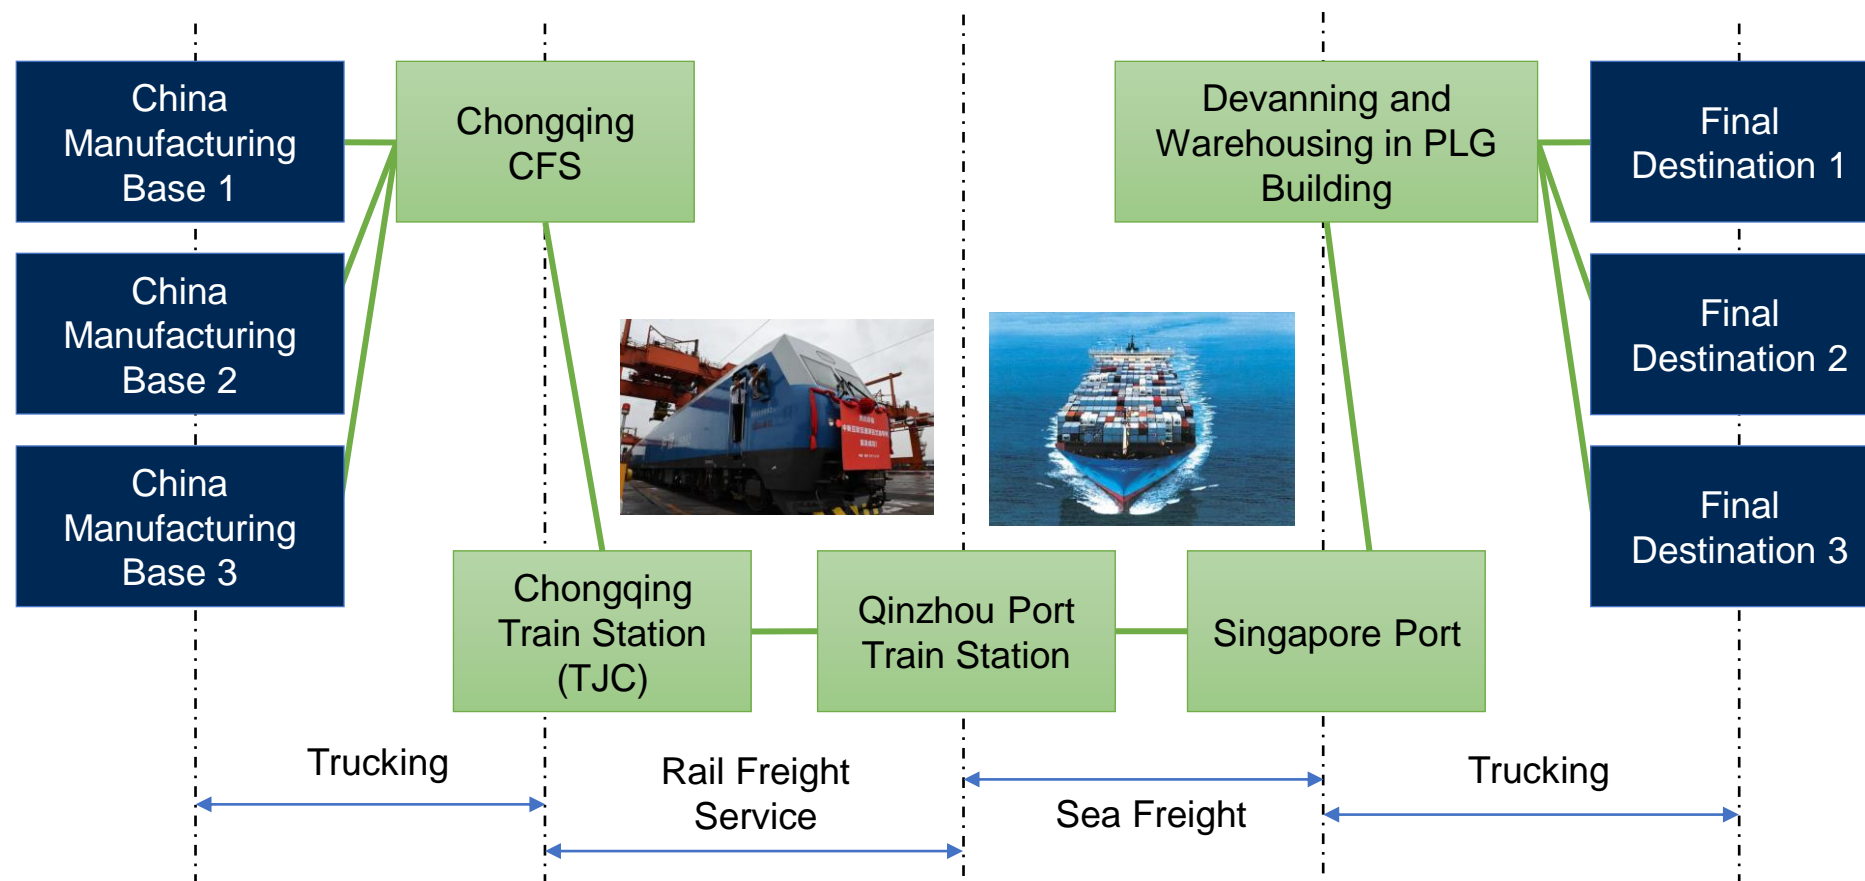 China
Manufacturing
Base 1
China
Manufacturing
Base 2
China
Manufacturing
Base 3
Chongqing
CFS
Chongqing
Train Station
(TJC)
Qinzhou Port
Train Station
Singapore Port
Devanning and
Warehousing in PLG
Building
Final
Destination 1
Final
Destination 2
Final
Destination 3
Trucking
Rail Freight
Service
Sea Freight
Trucking